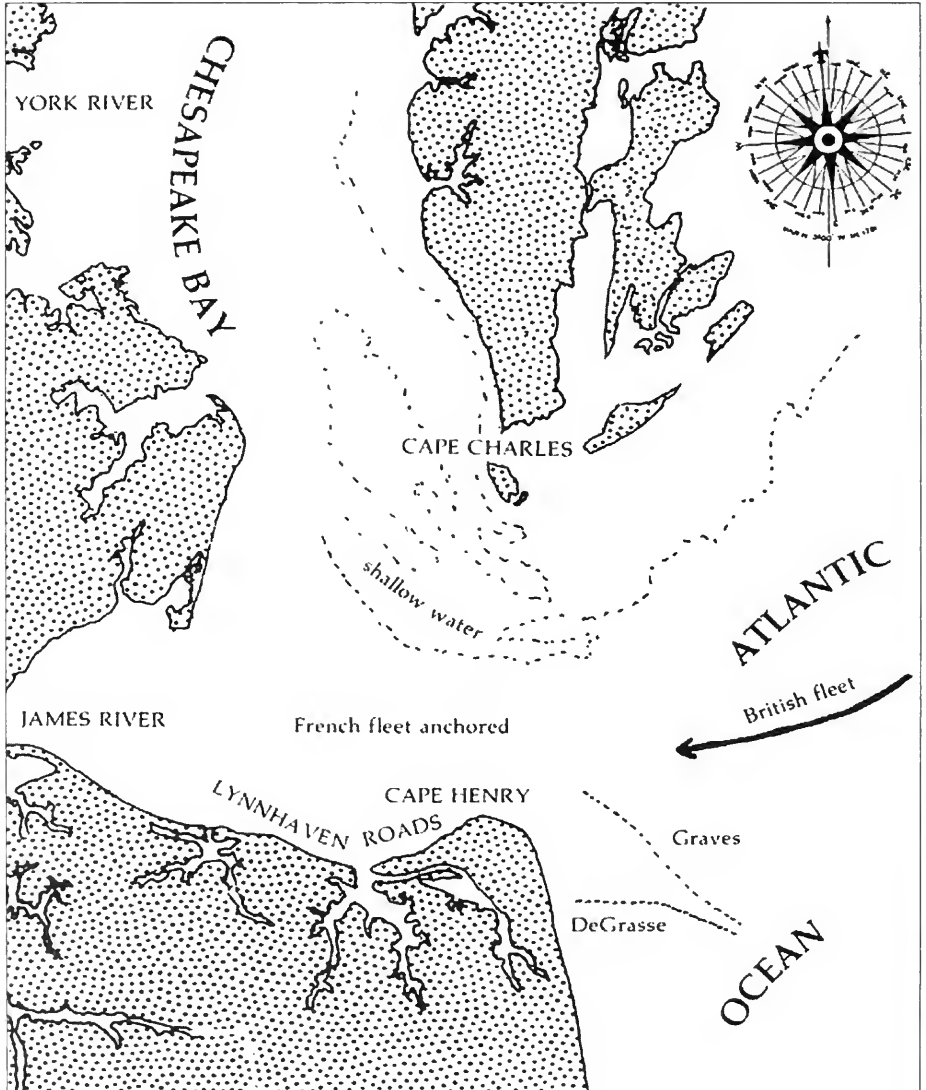 CHESAPEAKE BAY
YORK RIVER
CAPE CHARLES
shallow water
ATLANTIC
British fleet
JAMES RIVER
French fleet anchored
LYNNHAVEN ROADS
CAPE HENRY
Graves
DeGrasse
OCEAN